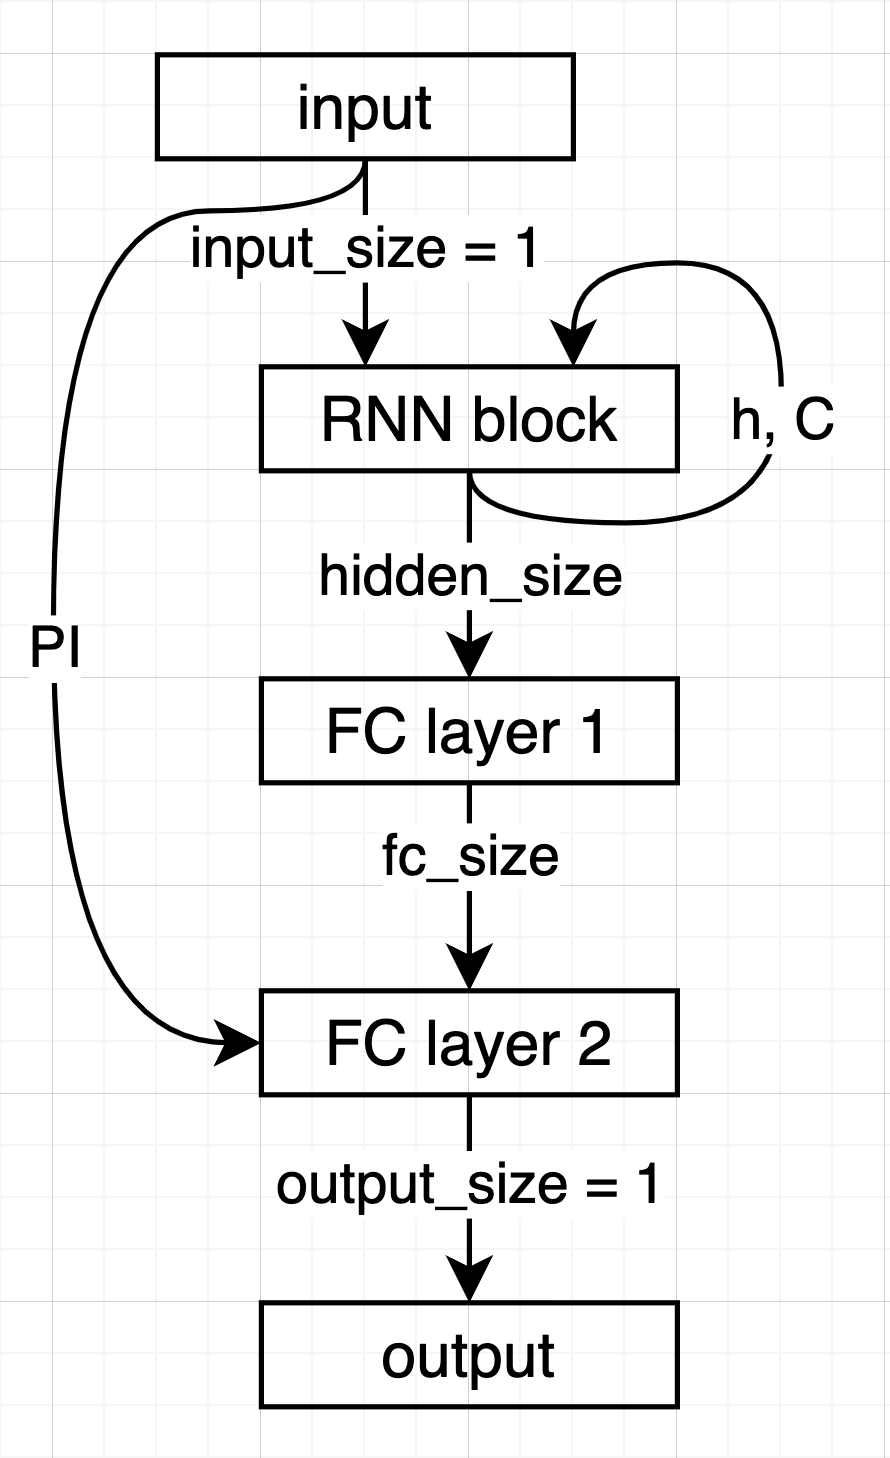 input
input_size = 1
RNN block
h, C
hidden_size
PI
FC layer 1
fc_size
FC layer 2
output_size = 1
output